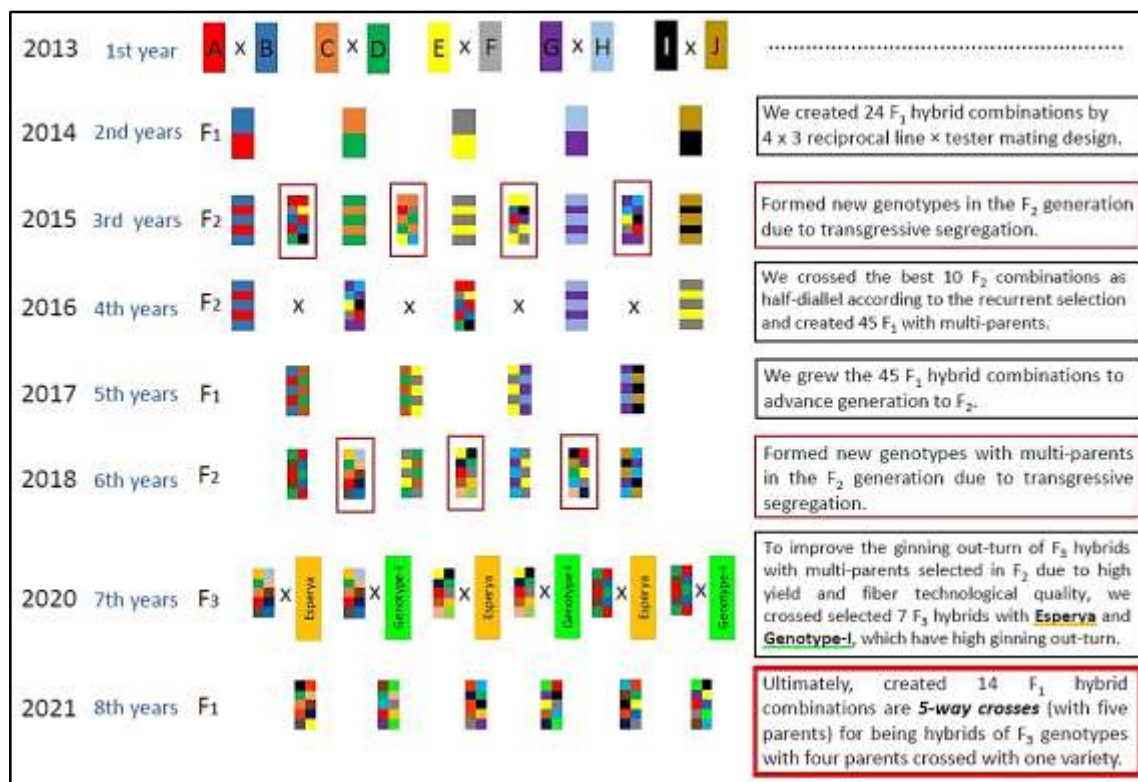 2013 1st year A x B C x D E x F G x H I x J ........................................................................
2014 2nd years F1
We created 24 F1 hybrid combinations by
4 x 3 reciprocal line × tester mating design.
2015 3rd years F2
Formed new genotypes in the F2 generation
due to transgressive segregation.
2016 4th years F2 x x x x
We crossed the best 10 F2 combinations as
half-diallel according to the recurrent selection
and created 45 F1 with multi-parents.
2017 5th years F1
We grew the 45 F1 hybrid combinations to
advance generation to F2.
2018 6th years F2
Formed new genotypes with multi-parents
in the F2 generation due to transgressive
segregation.
2020 7th years F3 x Esperva x Genotype-I x Esperva x Genotype-I x Esperva x Genotype-I
To improve the ginning out-turn of F3 hybrids
with multi-parents selected in F2 due to high
yield and fiber technological quality, we
crossed selected 7 F3 hybrids with Esperva and
Genotype-I, which have high ginning out-turn.
2021 8th years F1
Ultimately, created 14 F1 hybrid
combinations are 5-way crosses (with five
parents) for being hybrids of F3 genotypes
with four parents crossed with one variety.